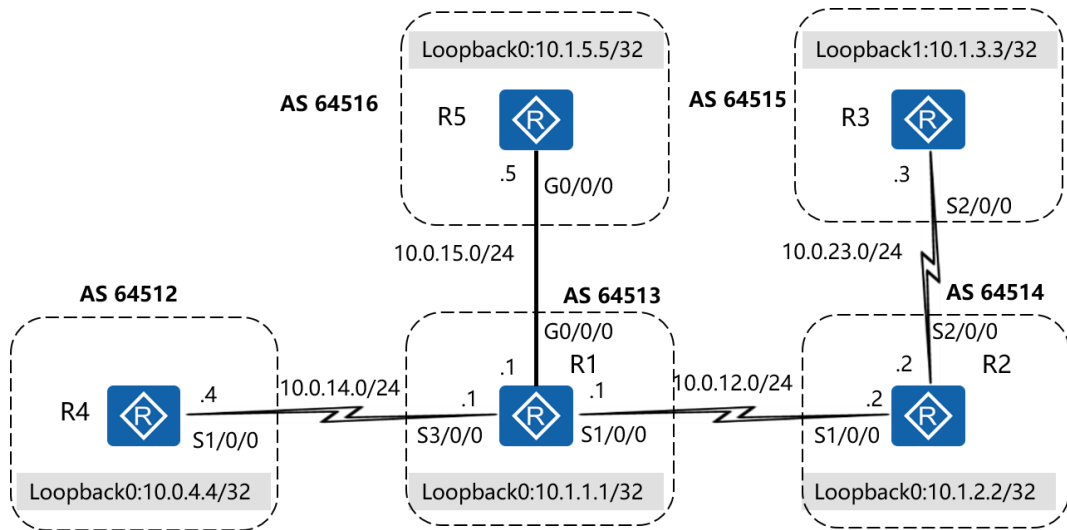 Loopback0:10.1.5.5/32
Loopback1:10.1.3.3/32
AS 64516
AS 64515
R5
R
R3
R
.5
G0/0/0
.3
S2/0/0
10.0.15.0/24
10.0.23.0/24
AS 64512
AS 64513
AS 64514
G0/0/0
S2/0/0
.1
R1
.2
R2
R4
R
.4
10.0.14.0/24
.1
R
.1
10.0.12.0/24
.2
R
S1/0/0
S3/0/0
S1/0/0
S1/0/0
Loopback0:10.0.4.4/32
Loopback0:10.1.1.1/32
Loopback0:10.1.2.2/32